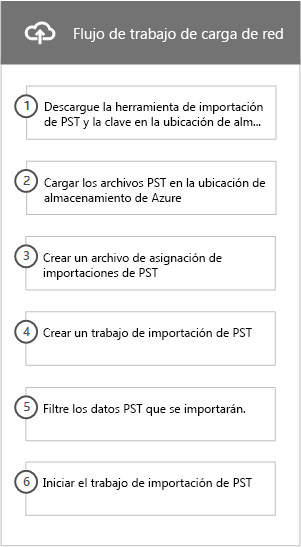 Flujo de trabajo de carga de red
1
Descargue la herramienta de importación
de PST y la clave en la ubicación de alm...
2
Cargar los archivos PST en la ubicación de
almacenamiento de Azure
3
Crear un archivo de asignación de
importaciones de PST
4
Crear un trabajo de importación de PST
5
Filtre los datos PST que se importarán.
6
Iniciar el trabajo de importación de PST